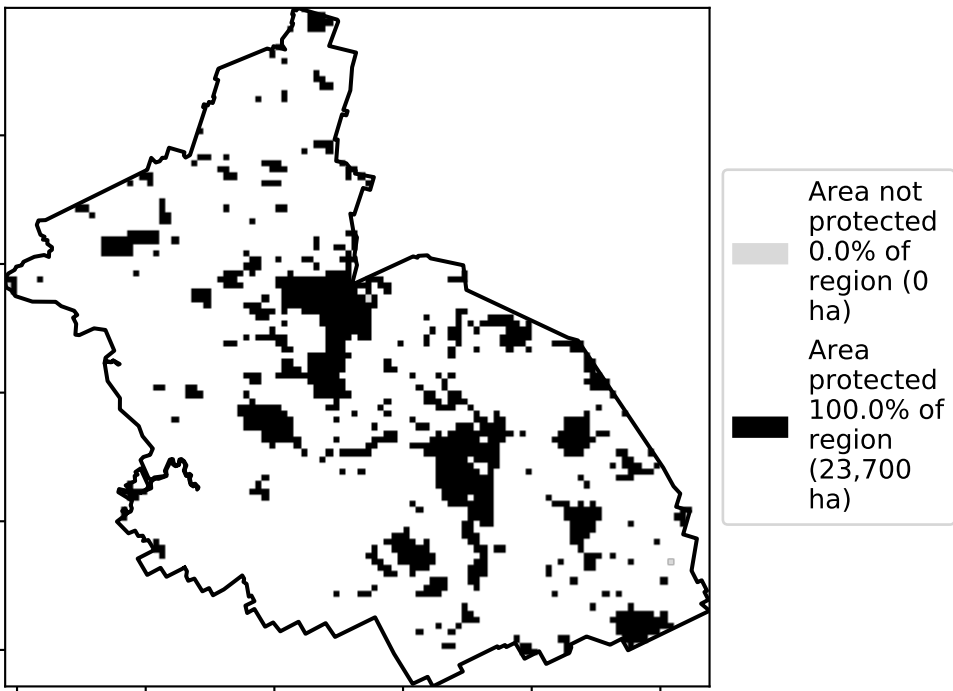 Area not
protected
0.0% of
region (0
ha)
Area
protected
100.0% of
region
(23,700
ha)